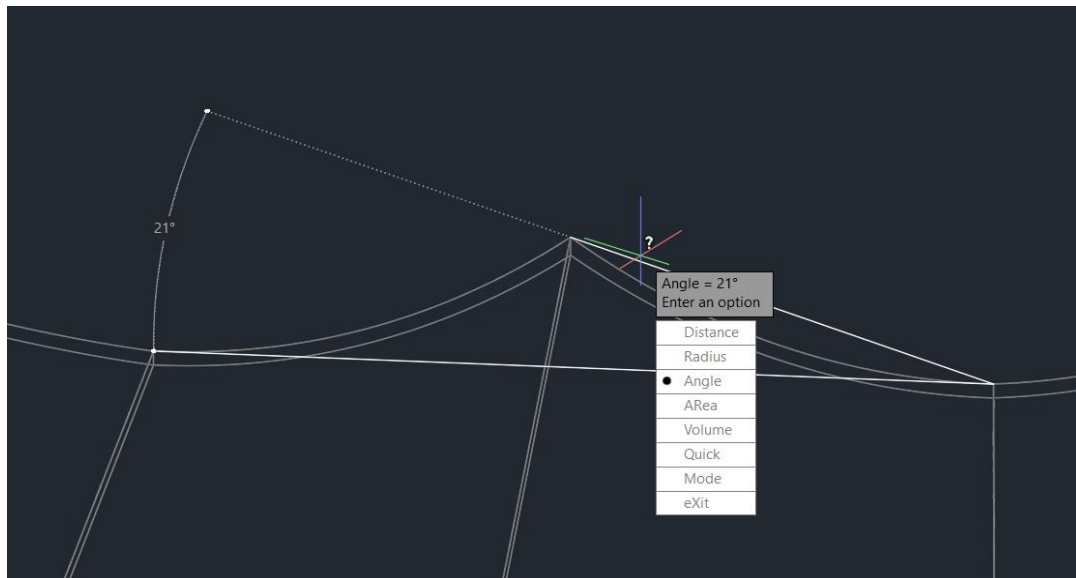 21°
?
Angle = 21°
Enter an option
Distance
Radius
Angle
ARea
Volume
Quick
Mode
eXit